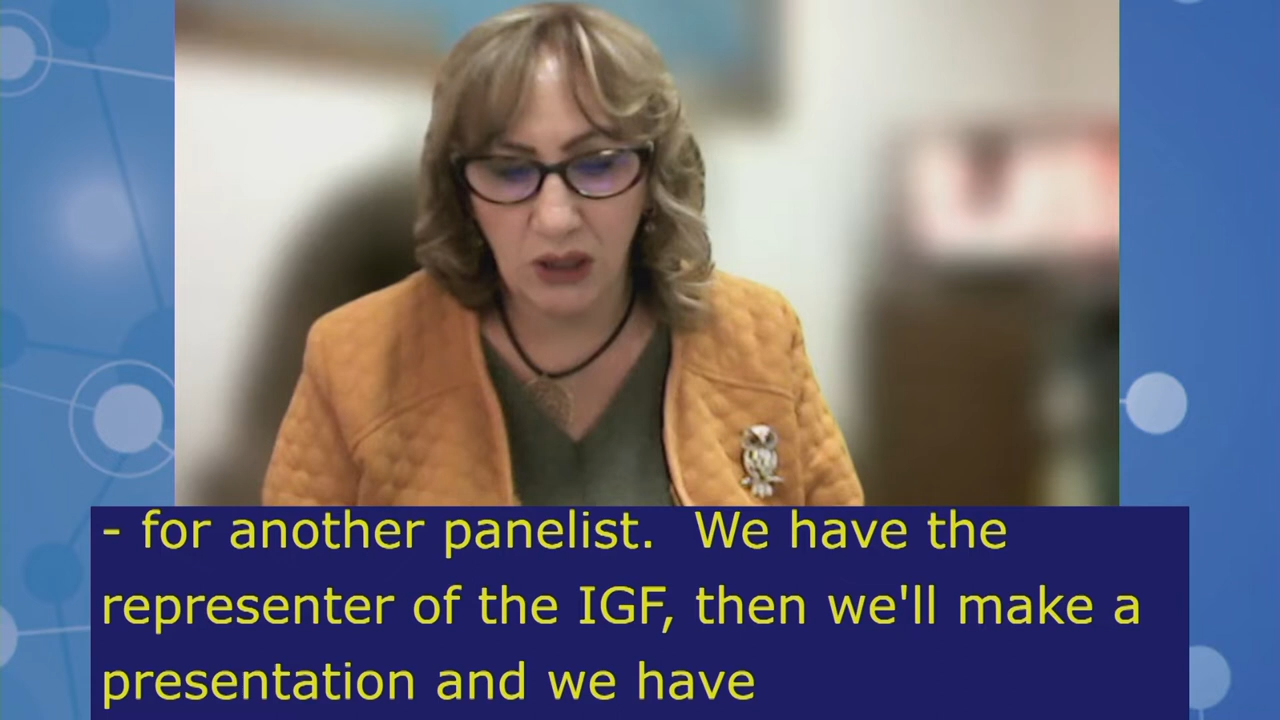 - for another panelist.  We have the
representer of the IGF, then we'll make a
presentation and we have